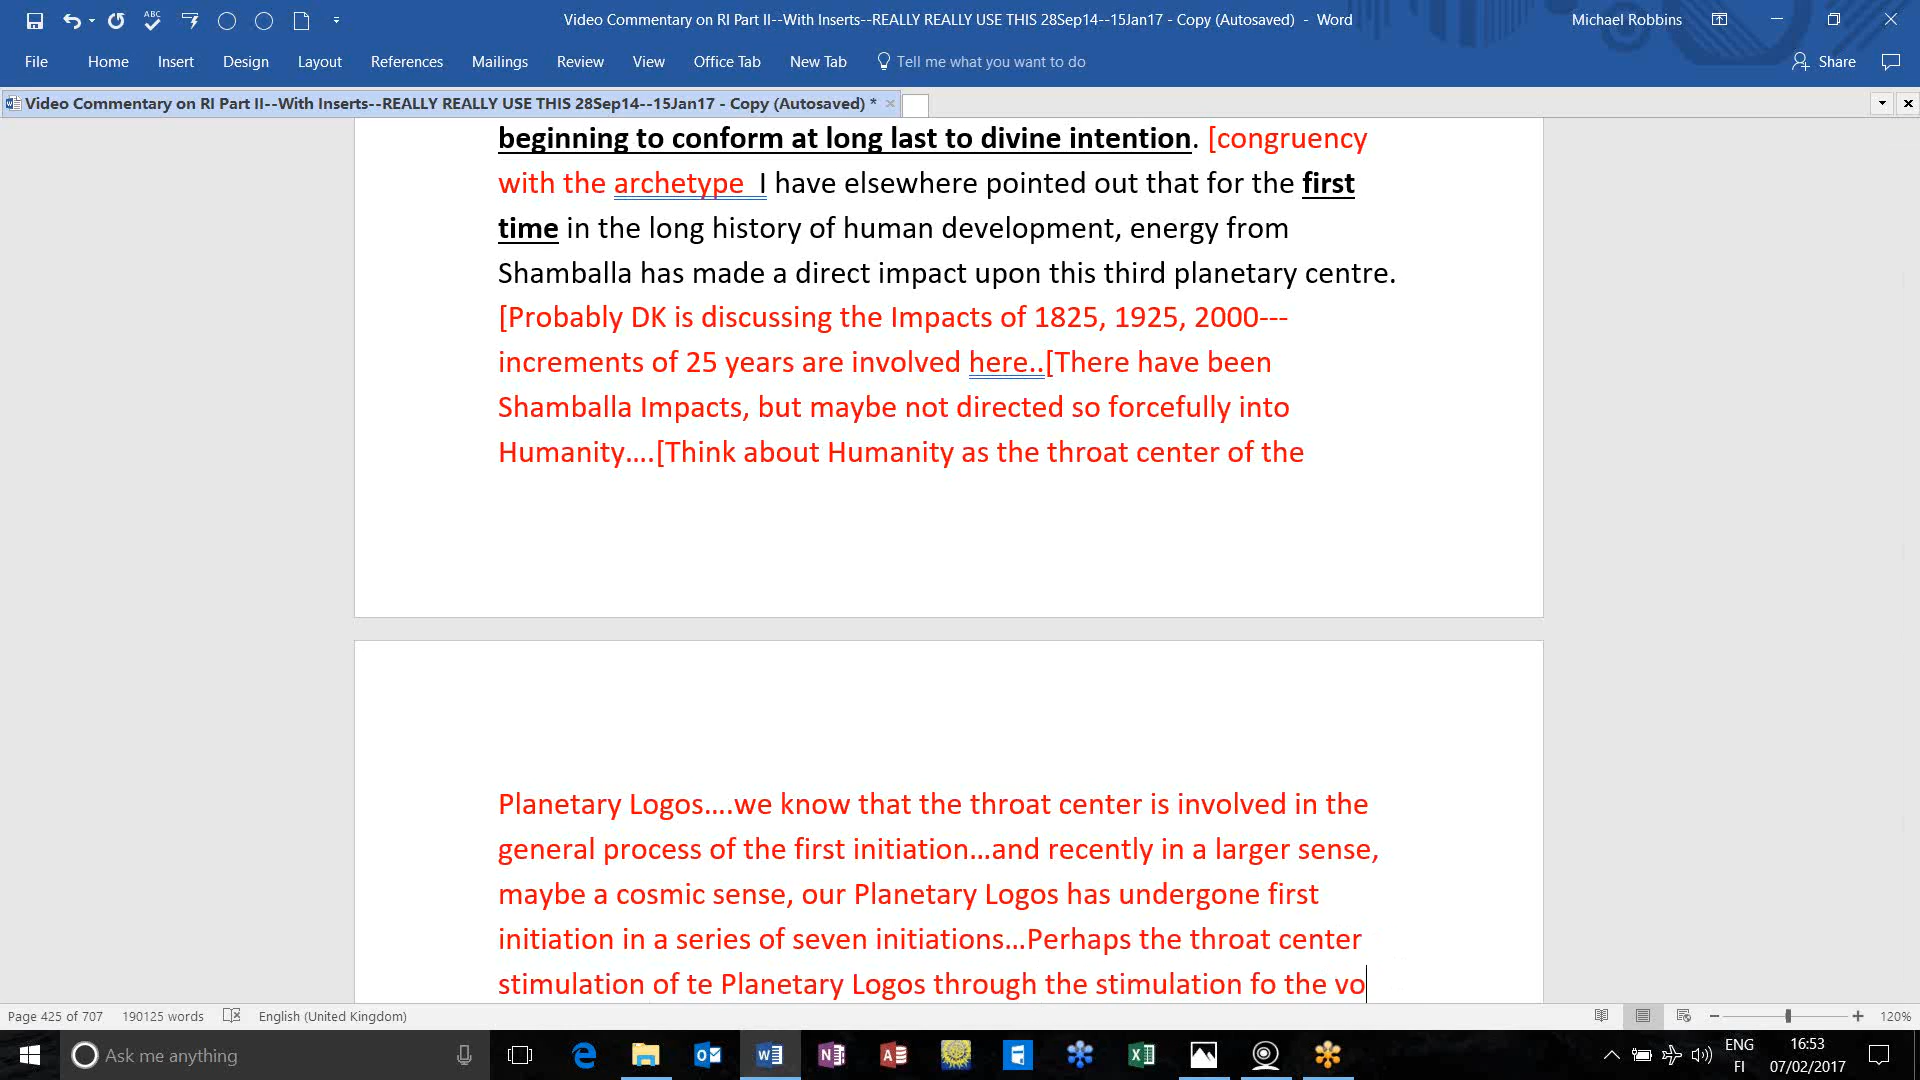 ABC
Video Commentary on RI Part II--With Inserts--REALLY REALLY USE THIS 28Sep14--15Jan17 - Copy (Autosaved) - Word
Michael Robbins
File Home Insert Design Layout References Mailings Review View Office Tab New Tab Tell me what you want to do Share
Video Commentary on RI Part II--With Inserts--REALLY REALLY USE THIS 28Sep14--15Jan17 - Copy (Autosaved) *
beginning to conform at long last to divine intention. [congruency
with the archetype  I have elsewhere pointed out that for the first
time in the long history of human development, energy from
Shamballa has made a direct impact upon this third planetary centre.
[Probably DK is discussing the Impacts of 1825, 1925, 2000---
increments of 25 years are involved here..[There have been
Shamballa Impacts, but maybe not directed so forcefully into
Humanity….[Think about Humanity as the throat center of the
Planetary Logos….we know that the throat center is involved in the
general process of the first initiation…and recently in a larger sense,
maybe a cosmic sense, our Planetary Logos has undergone first
initiation in a series of seven initiations…Perhaps the throat center
stimulation of te Planetary Logos through the stimulation fo the vo
Page 425 of 707 190125 words English (United Kingdom) 120%
Ask me anything
ENG 16:53
FI 07/02/2017